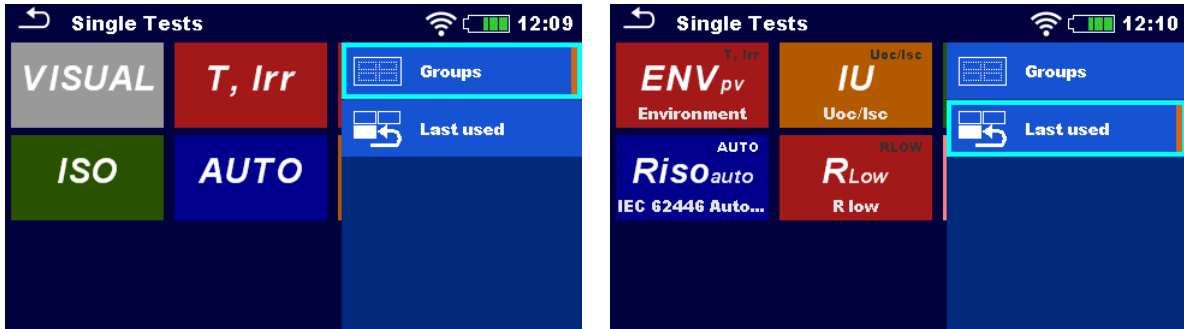 Single Tests 12:09
VISUAL T, Irr Groups
Last used
ISO AUTO
Single Tests 12:10
T, Irr Uoc/Isc
ENVpv IU Groups
Environment Uoc/Isc
Last used
AUTO RLOW
Risoauto RLow
IEC 62446 Auto... R low